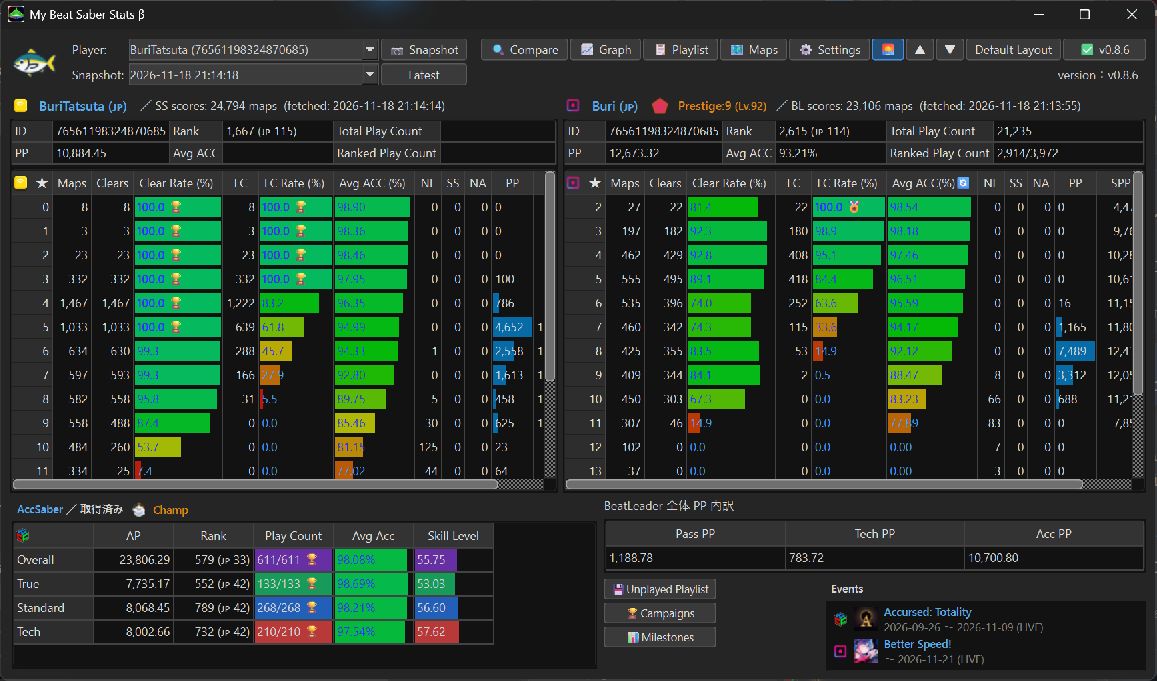 My Beat Saber Stats β
Player: BuriTatsuta (76561198324870685) Snapshot Compare Graph Playlist Maps Settings ▲ ▼ Default Layout v0.8.6
Snapshot: 2026-11-18 21:14:18 Latest version：v0.8.6
BuriTatsuta (JP) ／ SS scores: 24,794 maps (fetched: 2026-11-18 21:14:14)
ID 76561198324870685 Rank 1,667 (JP 115) Total Play Count
PP 10,884.45 Avg ACC Ranked Play Count
★ Maps Clears Clear Rate (%) FC FC Rate (%) Avg ACC (%) NF SS NA PP
0 8 8 100.0 8 100.0 98.90 0 0 0 0
1 3 3 100.0 3 100.0 98.36 0 0 0 0
2 23 23 100.0 23 100.0 98.46 0 0 0 0
3 332 332 100.0 332 100.0 97.95 0 0 0 100
4 1,467 1,467 100.0 1,222 83.2 96.35 0 0 0 786
5 1,033 1,033 100.0 639 61.8 94.99 0 0 0 4,652 1
6 634 630 99.3 288 45.7 94.33 1 0 0 2,558 1
7 597 593 99.3 166 27.9 92.80 0 0 0 1,613 1
8 582 558 95.8 31 5.5 89.75 5 0 0 458 1
9 558 488 87.4 0 0.0 85.46 30 0 0 625 1
10 484 260 53.7 0 0.0 81.15 125 0 0 23
11 334 25 7.4 0 0.0 77.02 44 0 0 64
Buri (JP) Prestige:9 (Lv.92) ／ BL scores: 23,106 maps (fetched: 2026-11-18 21:13:55)
ID 76561198324870685 Rank 2,615 (JP 114) Total Play Count 21,235
PP 12,673.32 Avg ACC 93.21% Ranked Play Count 2,914/3,972
★ Maps Clears Clear Rate (%) FC FC Rate (%) Avg ACC(%) NF SS NA PP SPP
2 27 22 81.4 22 100.0 98.54 0 0 0 0 4,4
3 197 182 92.3 180 98.9 98.18 0 0 0 0 9,7
4 462 429 92.8 408 95.1 97.46 0 0 0 0 10,2
5 555 495 89.1 418 84.4 96.51 0 0 0 0 10,6
6 535 396 74.0 252 63.6 95.59 0 0 0 16 11,1
7 460 342 74.3 115 33.6 94.17 0 0 0 1,165 11,8
8 425 355 83.5 53 14.9 92.12 0 0 0 7,489 12,4
9 409 344 84.1 2 0.5 88.47 8 0 0 3,312 12,0
10 450 303 67.3 0 0.0 83.23 66 0 0 688 11,2
11 307 46 14.9 0 0.0 77.89 83 0 0 0 7,8
12 102 0 0.0 0 0.0 0.00 7 0 0 0
13 37 0 0.0 0 0.0 0.00 3 0 0 0
AccSaber ／ 取得済み Champ
AP Rank Play Count Avg Acc Skill Level
Overall 23,806.29 579 (JP 33) 611/611 98.08% 55.75
True 7,735.17 552 (JP 42) 133/133 98.69% 53.03
Standard 8,068.45 789 (JP 42) 268/268 98.21% 56.60
Tech 8,002.66 732 (JP 42) 210/210 97.54% 57.62
BeatLeader 全体 PP 内訳
Pass PP Tech PP Acc PP
1,188.78 783.72 10,700.80
Unplayed Playlist
Campaigns
Milestones
Events
Accursed: Totality
2026-09-26 ～ 2026-11-09 (LIVE)
Better Speed!
～ 2026-11-21 (LIVE)